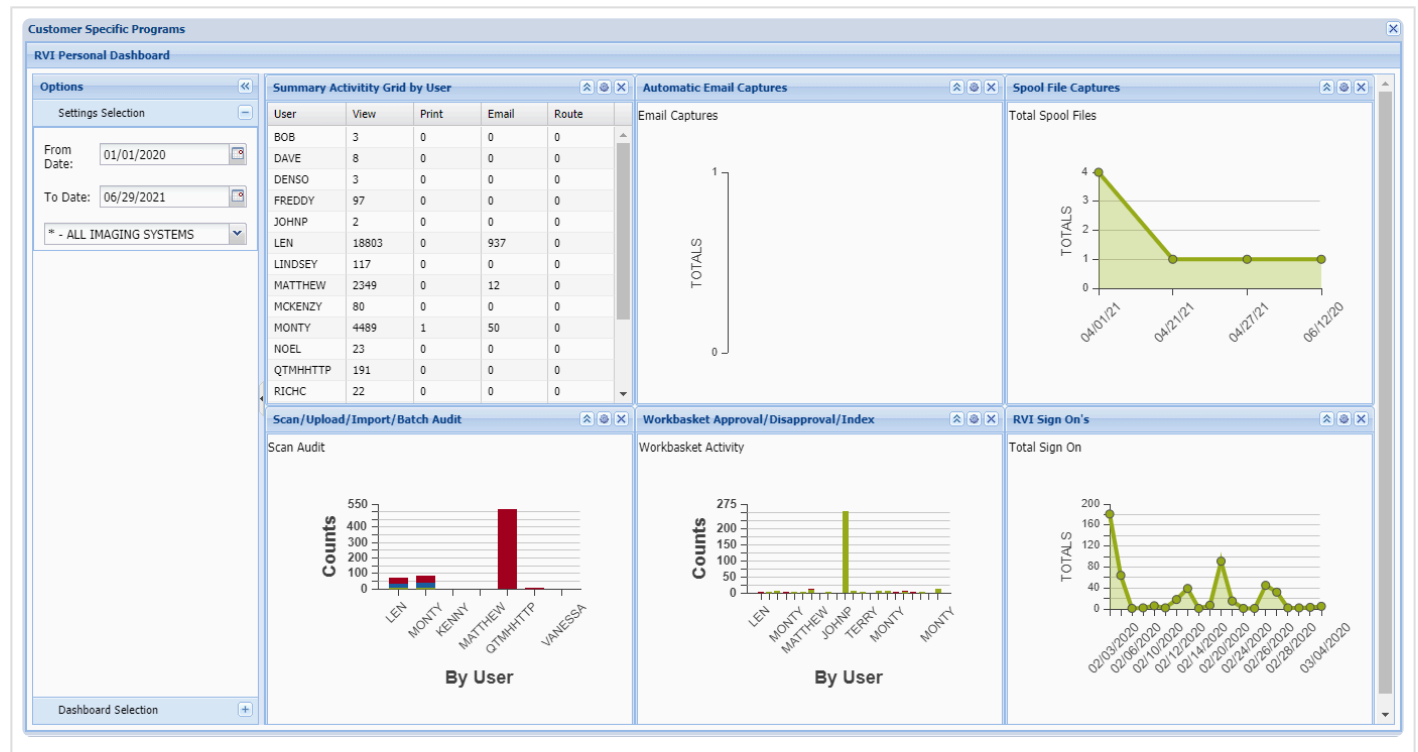 Customer Specific Programs
RVI Personal Dashboard
Options
Settings Selection
From Date: 01/01/2020
To Date: 06/29/2021
* - ALL IMAGING SYSTEMS
Dashboard Selection
Summary Activitity Grid by User
User View Print Email Route
BOB 3 0 0 0
DAVE 8 0 0 0
DENSO 3 0 0 0
FREDDY 97 0 0 0
JOHNP 2 0 0 0
LEN 18803 0 937 0
LINDSEY 117 0 0 0
MATTHEW 2349 0 12 0
MCKENZY 80 0 0 0
MONTY 4489 1 50 0
NOEL 23 0 0 0
QTMHHTTP 191 0 0 0
RICHC 22 0 0 0
Automatic Email Captures
Email Captures
1
TOTALS
0
Spool File Captures
Total Spool Files
4
3
2
1
0
TOTALS
04/01/21 04/21/21 04/27/21 06/12/20
Scan/Upload/Import/Batch Audit
Scan Audit
550
400
300
200
100
0
Counts
LEN MONTY KENNY MATTHEW QTMHHTTP VANESSA
By User
Workbasket Approval/Disapproval/Index
Workbasket Activity
275
200
150
100
50
0
Counts
LEN MONTY MATTHEW JOHNP TERRY MONTY MONTY
By User
RVI Sign On's
Total Sign On
200
160
120
80
40
0
TOTALS
02/03/2020 02/06/2020 02/10/2020 02/12/2020 02/14/2020 02/20/2020 02/24/2020 02/26/2020 02/28/2020 03/04/2020